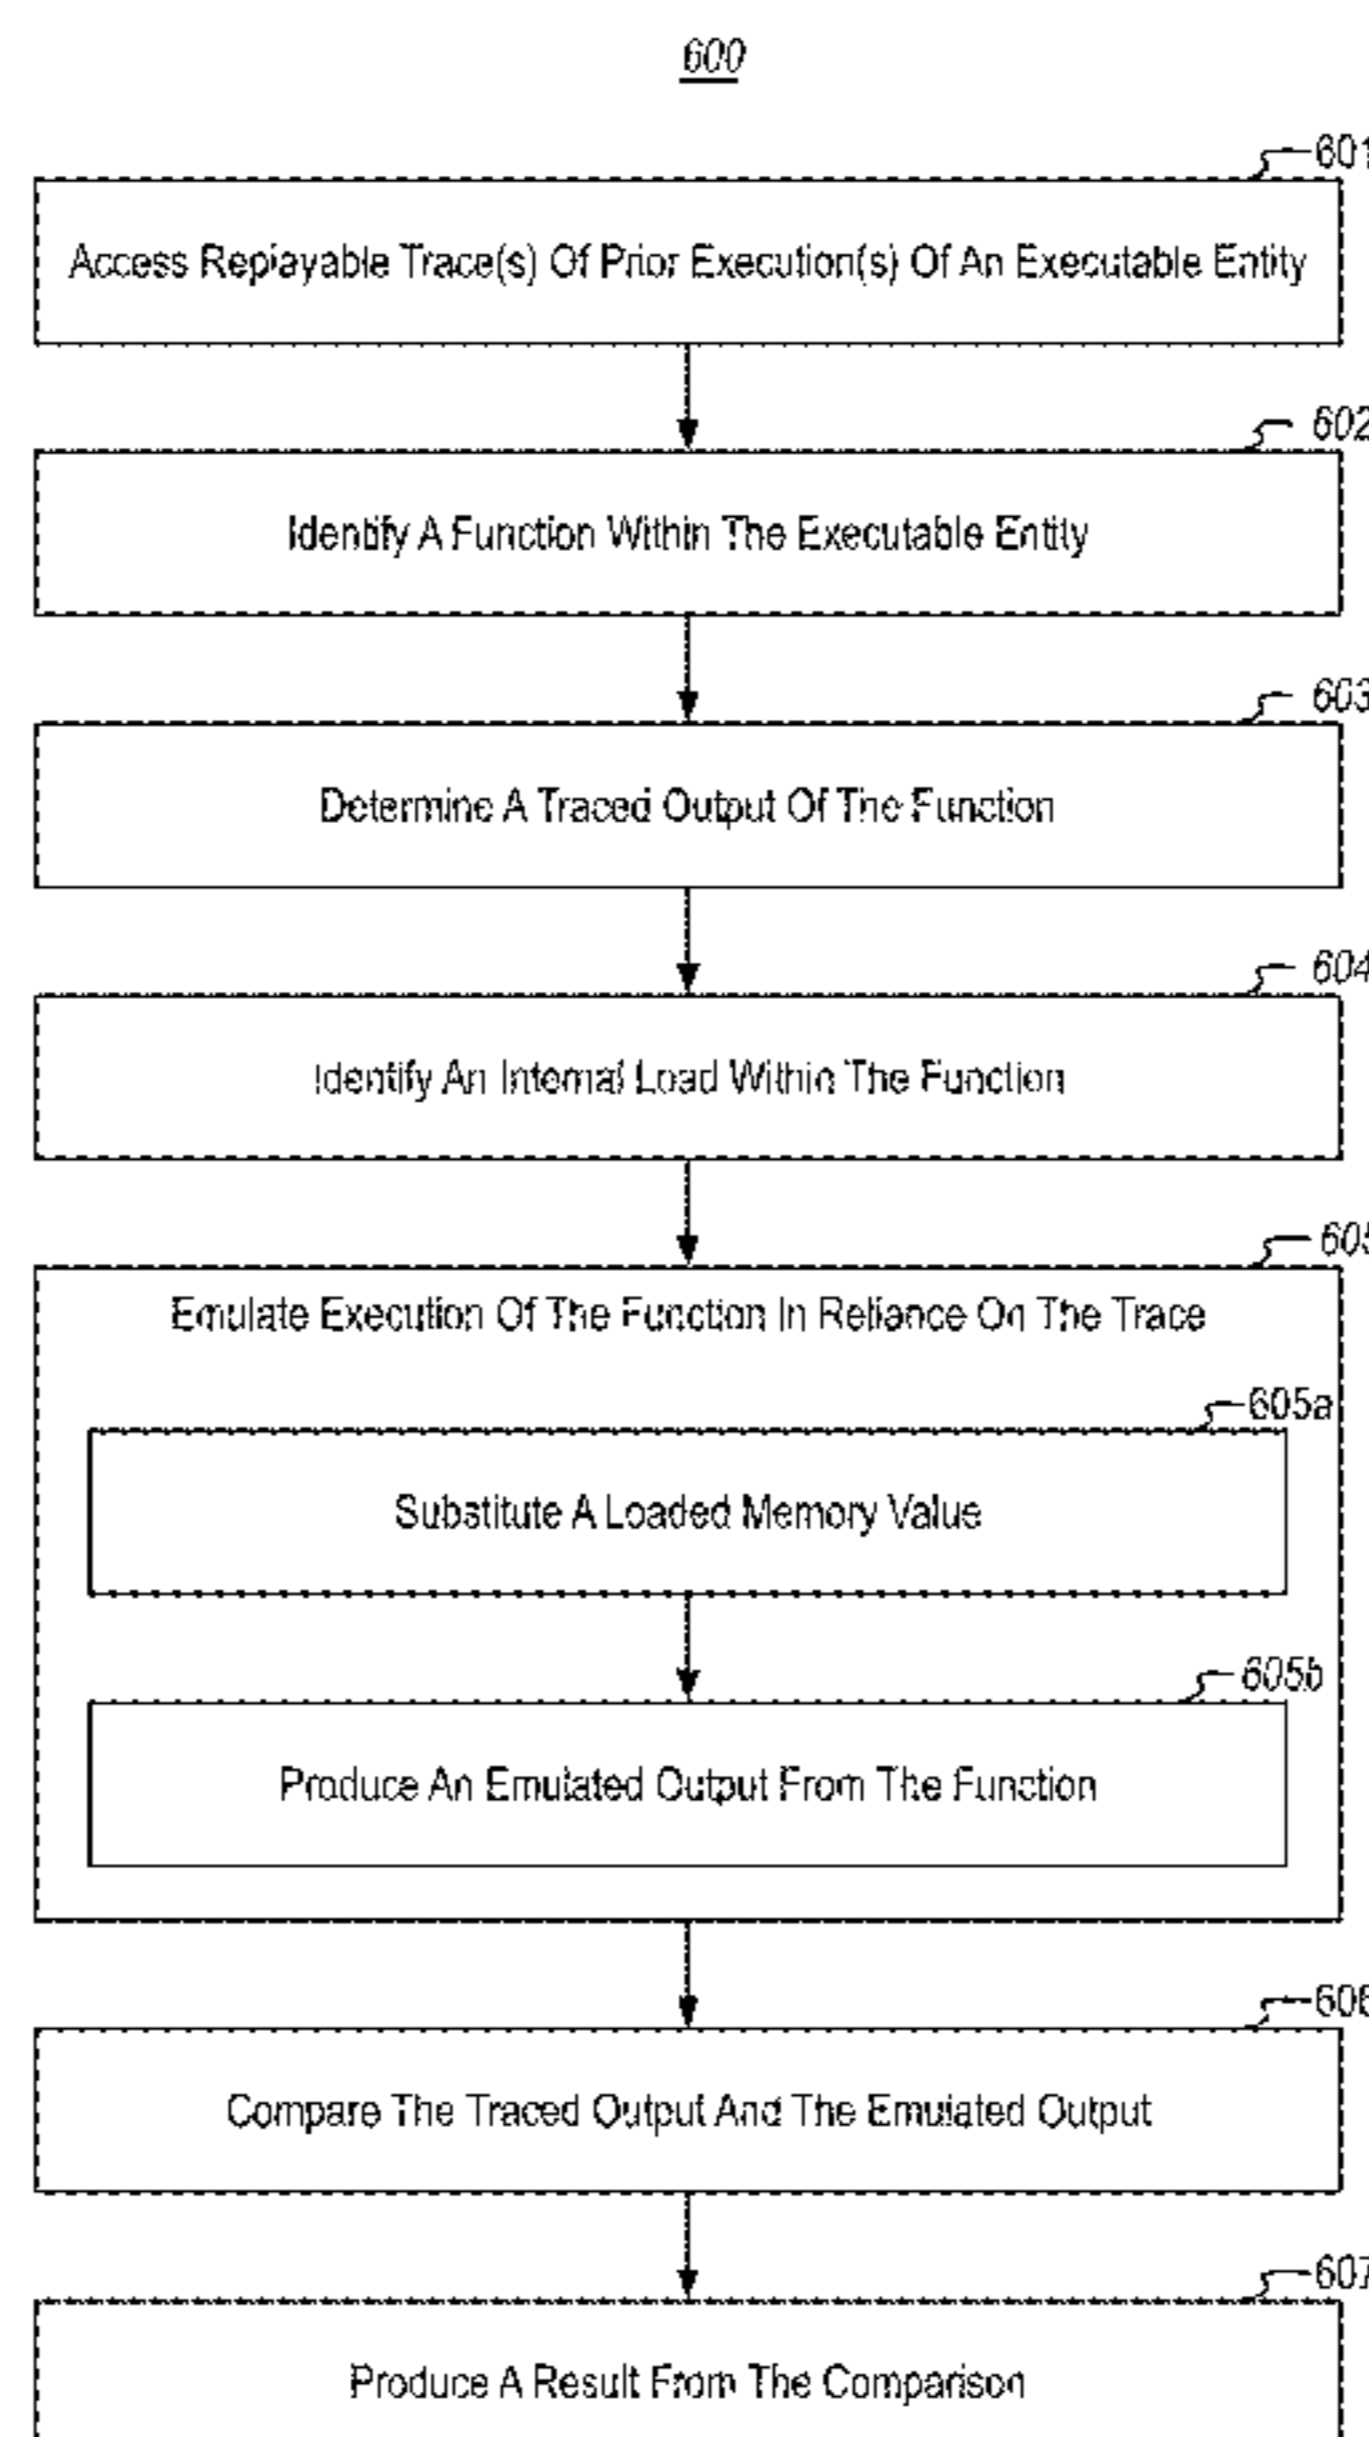 600
601
Access Replayable Trace(s) Of Prior Execution(s) Of An Executable Entity
602
Identify A Function Within The Executable Entity
603
Determine A Traced Output Of The Function
604
Identify An Internal Load Within The Function
605
Emulate Execution Of The Function In Reliance On The Trace
605a
Substitute A Loaded Memory Value
605b
Produce An Emulated Output From The Function
606
Compare The Traced Output And The Emulated Output
607
Produce A Result From The Comparison